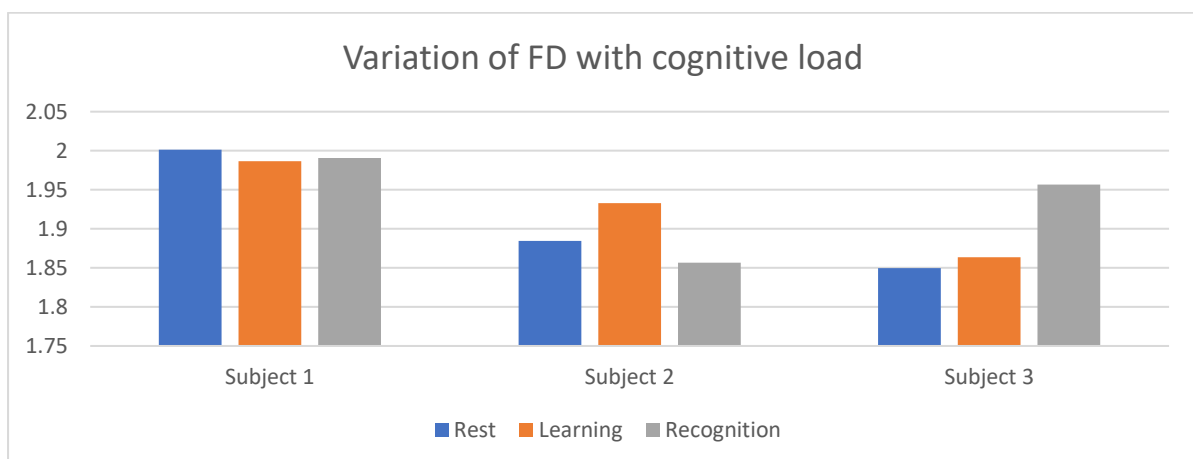 Variation of FD with cognitive load
2.05
2
1.95
1.9
1.85
1.8
1.75
Subject 1 Subject 2 Subject 3
Rest Learning Recognition